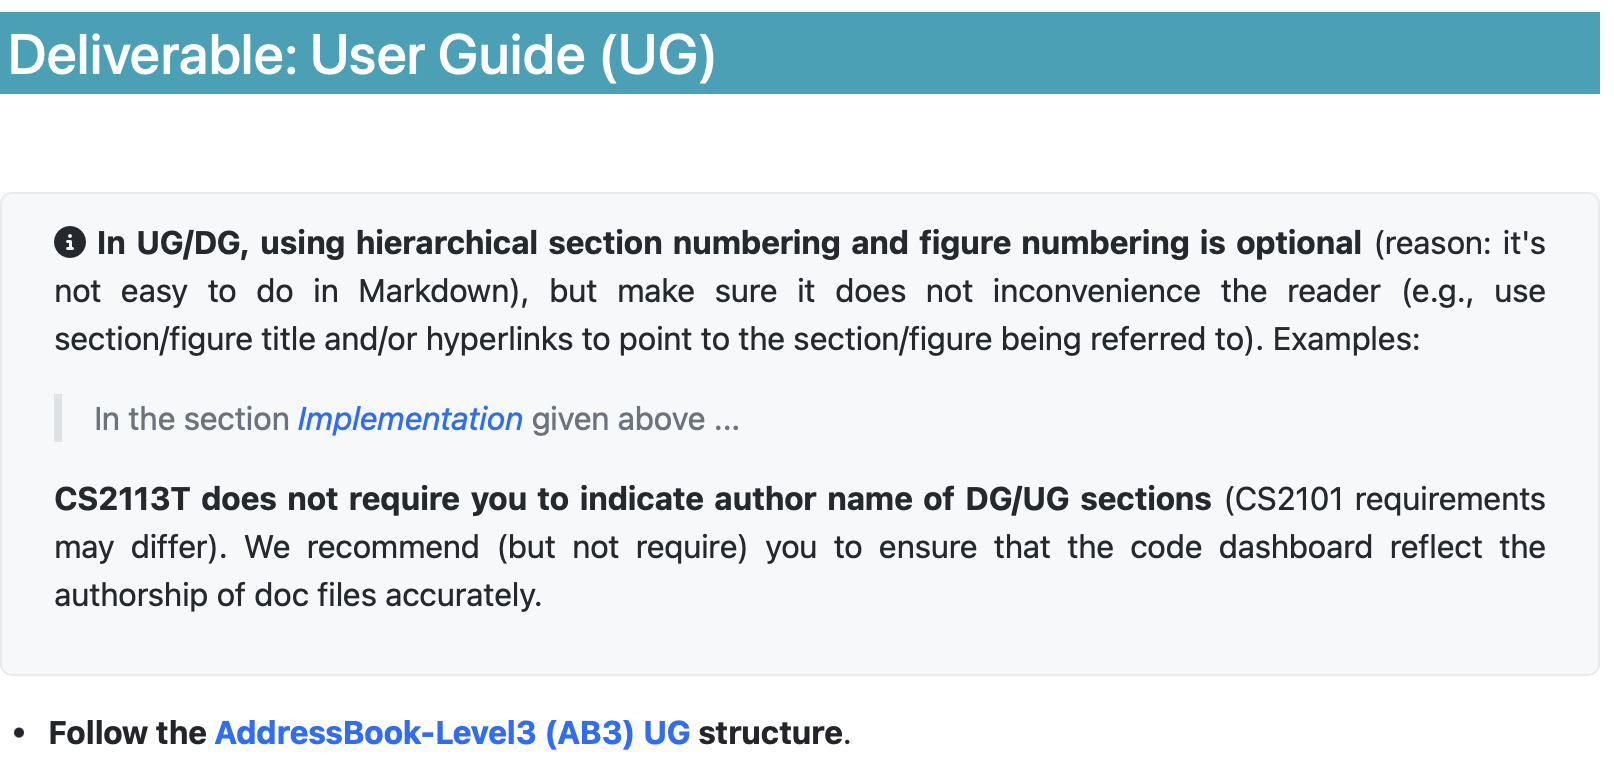 Deliverable: User Guide (UG)
In UG/DG, using hierarchical section numbering and figure numbering is optional (reason: it's
not easy to do in Markdown), but make sure it does not inconvenience the reader (e.g., use
section/figure title and/or hyperlinks to point to the section/figure being referred to). Examples:
In the section Implementation given above ...
CS2113T does not require you to indicate author name of DG/UG sections (CS2101 requirements
may differ). We recommend (but not require) you to ensure that the code dashboard reflect the
authorship of doc files accurately.
• Follow the AddressBook-Level3 (AB3) UG structure.